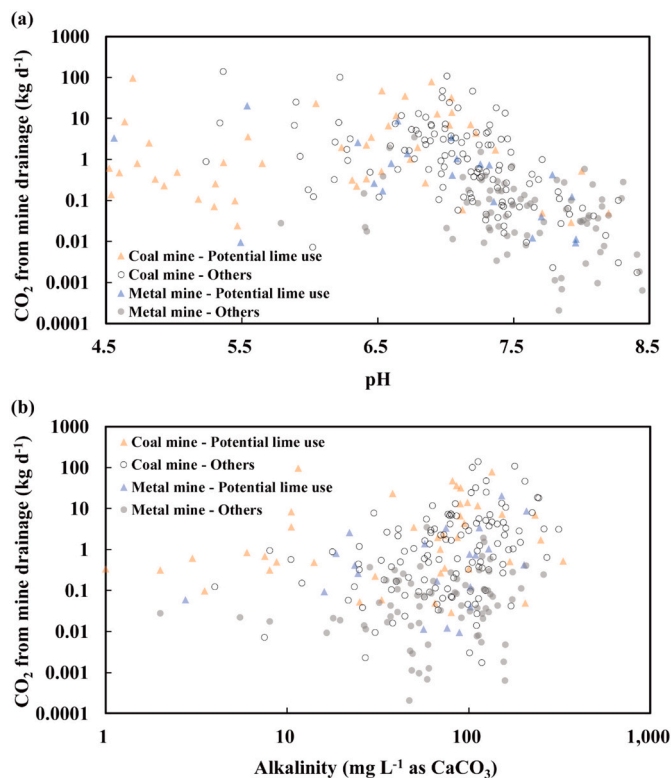 (a)
1000
100
10
1
0.1
0.01
0.001
0.0001
CO₂ from mine drainage (kg d⁻¹)
Coal mine - Potential lime use
Coal mine - Others
Metal mine - Potential lime use
Metal mine - Others
4.5 5.5 6.5 7.5 8.5
pH
(b)
1000
100
10
1
0.1
0.01
0.001
0.0001
CO₂ from mine drainage (kg d⁻¹)
Coal mine - Potential lime use
Coal mine - Others
Metal mine - Potential lime use
Metal mine - Others
1 10 100 1,000
Alkalinity (mg L⁻¹ as CaCO₃)